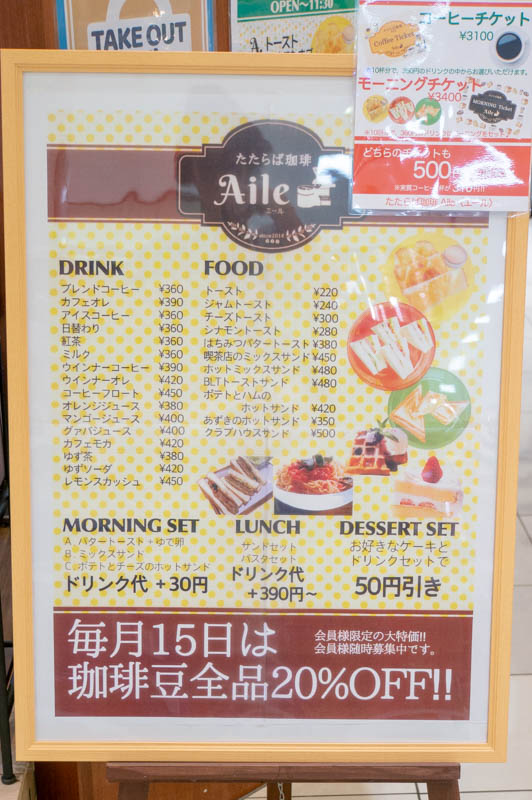 TAKE OUT
OPEN〜11:30
A. トースト
Coffee Ticket
コーヒーチケット
¥3100
モーニングチケット
¥3400
MORNING Ticket
Aile
どちらのチケットも
500
たたらば珈琲 Aile〈エール〉
たたらば珈琲
Aile
エール
since2014
DRINK
ブレンドコーヒー ¥360
カフェオレ ¥390
アイスコーヒー ¥360
日替わり ¥360
紅茶 ¥360
ミルク ¥360
ウインナーコーヒー ¥390
ウインナーオレ ¥420
コーヒーフロート ¥450
オレンジジュース ¥380
マンゴージュース ¥400
グァバジュース ¥400
カフェモカ ¥420
ゆず茶 ¥380
ゆずソーダ ¥420
レモンスカッシュ ¥450
FOOD
トースト ¥220
ジャムトースト ¥240
チーズトースト ¥300
シナモントースト ¥280
はちみつバタートースト ¥380
喫茶店のミックスサンド ¥450
ホットミックスサンド ¥480
BLTトーストサンド ¥480
ポテトとハムの
ホットサンド ¥420
あずきのホットサンド ¥350
クラブハウスサンド ¥500
MORNING SET
A. バタートースト+ゆで卵
B. ミックスサンド
C. ポテトとチーズのホットサンド
ドリンク代 +30円
LUNCH
サンドセット
パスタセット
ドリンク代
+390円〜
DESSERT SET
お好きなケーキと
ドリンクセットで
50円引き
毎月15日は
珈琲豆全品20%OFF!!
会員様限定の大特価!!
会員様随時募集中です。